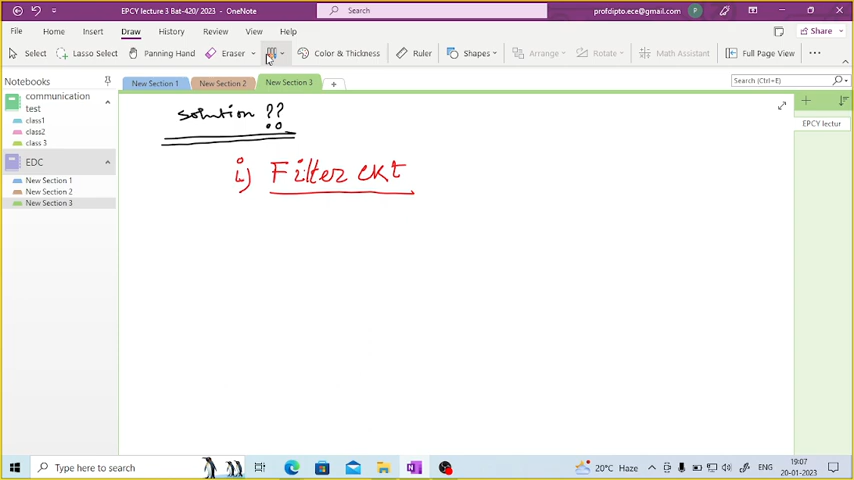 EPCY lecture 3 Bat-420/ 2023 - OneNote
Search
profdipto.ece@gmail.com
P
File
Home
Insert
Draw
History
Review
View
Help
Share
Select
Lasso Select
Panning Hand
Eraser
Color & Thickness
Ruler
Shapes
Arrange
Rotate
Math Assistant
Full Page View
Notebooks
New Section 1
New Section 2
New Section 3
Search (Ctrl+E)
communication
test
class1
class2
class 3
EDC
New Section 1
New Section 2
New Section 3
EPCY lectur
solution ??
i) Filter ckt
Type here to search
20°C Haze
ENG
19:07
20-01-2023